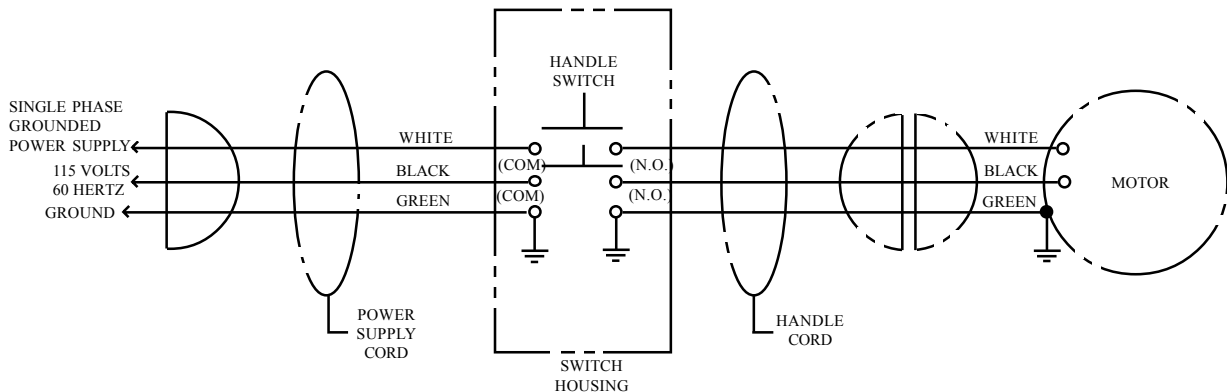 HANDLE
SWITCH
SINGLE PHASE
GROUNDED
POWER SUPPLY
115 VOLTS
60 HERTZ
GROUND
WHITE
BLACK
GREEN
(COM)
(COM)
(N.O.)
(N.O.)
WHITE
BLACK
GREEN
MOTOR
POWER
SUPPLY
CORD
SWITCH
HOUSING
HANDLE
CORD